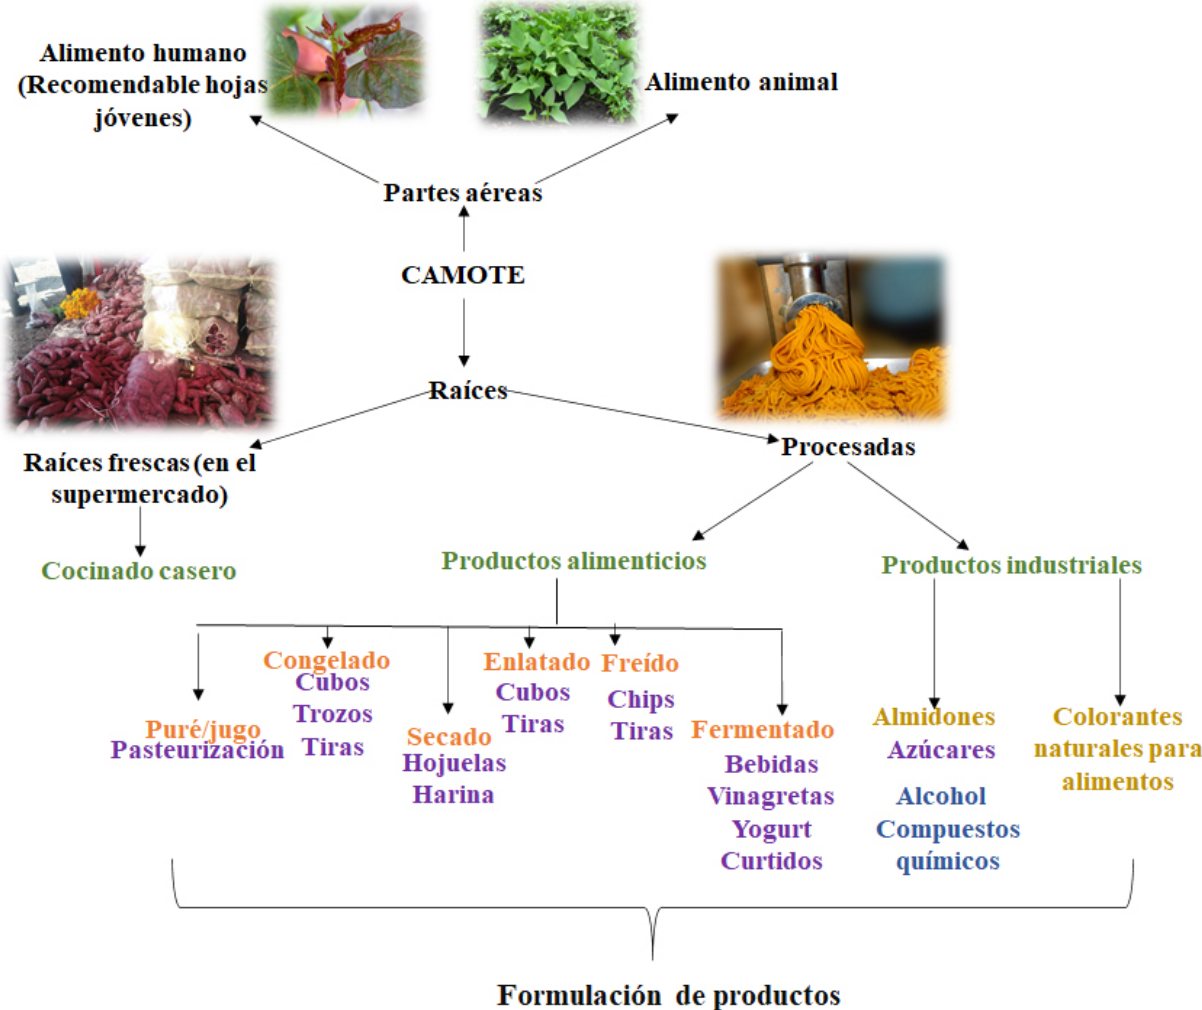 Alimento humano
(Recomendable hojas
jóvenes)
Alimento animal
Partes aéreas
CAMOTE
Raíces
Raíces frescas (en el
supermercado)
Procesadas
Cocinado casero
Productos alimenticios
Productos industriales
Puré/jugo
Pasteurización
Congelado
Cubos
Trozos
Tiras
Secado
Hojuelas
Harina
Enlatado
Cubos
Tiras
Freído
Chips
Tiras
Fermentado
Bebidas
Vinagretas
Yogurt
Curtidos
Almidones
Azúcares
Alcohol
Compuestos
químicos
Colorantes
naturales para
alimentos
Formulación de productos